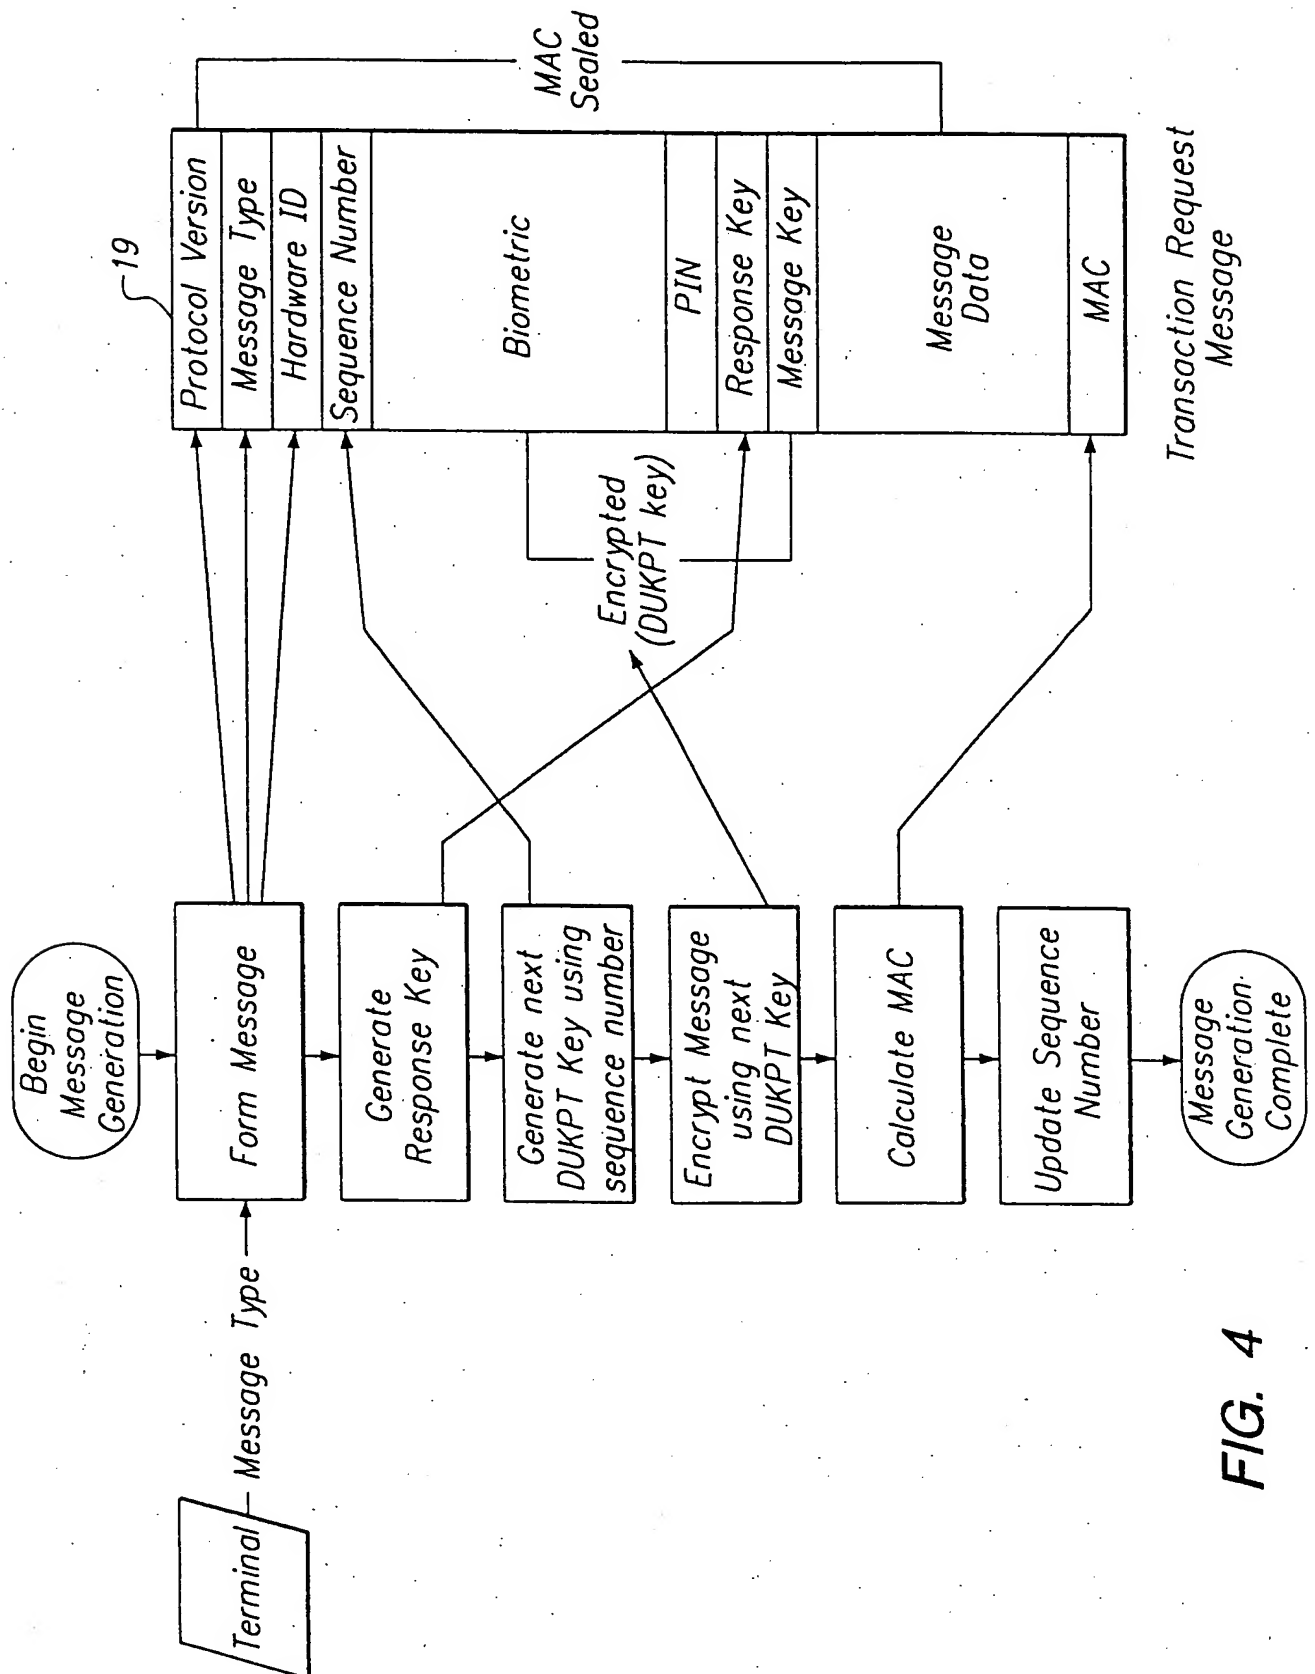 Begin
Message
Generation
Terminal
Message Type
Form Message
Generate
Response Key
Generate next
DUKPT Key using
sequence number
Encrypt Message
using next
DUKPT Key
Calculate MAC
Update Sequence
Number
Message
Generation
Complete
Encrypted
(DUKPT key)
19
Protocol Version
Message Type
Hardware ID
Sequence Number
Biometric
PIN
Response Key
Message Key
Message
Data
MAC
MAC
Sealed
Transaction Request
Message
FIG. 4